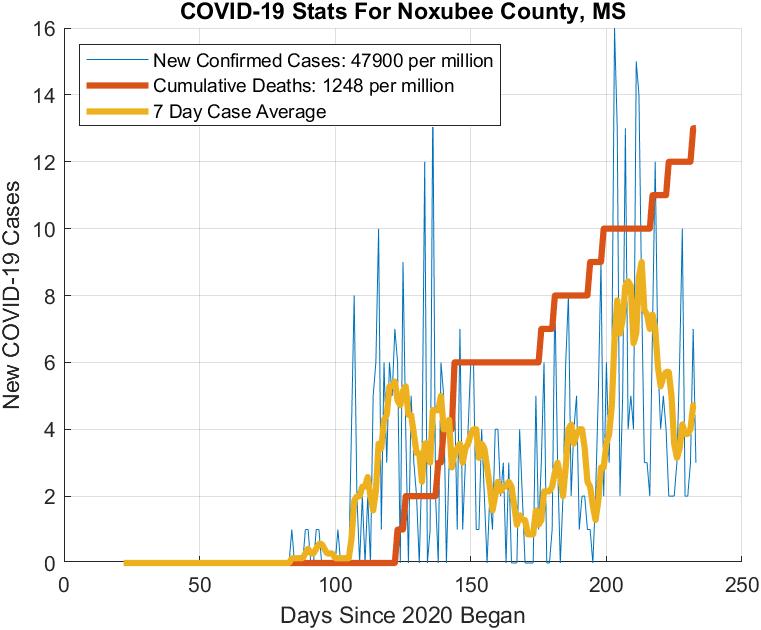 COVID-19 Stats For Noxubee County, MS
New Confirmed Cases: 47900 per million
Cumulative Deaths: 1248 per million
7 Day Case Average
New COVID-19 Cases
16
14
12
10
8
6
4
2
0
0 50 100 150 200 250
Days Since 2020 Began